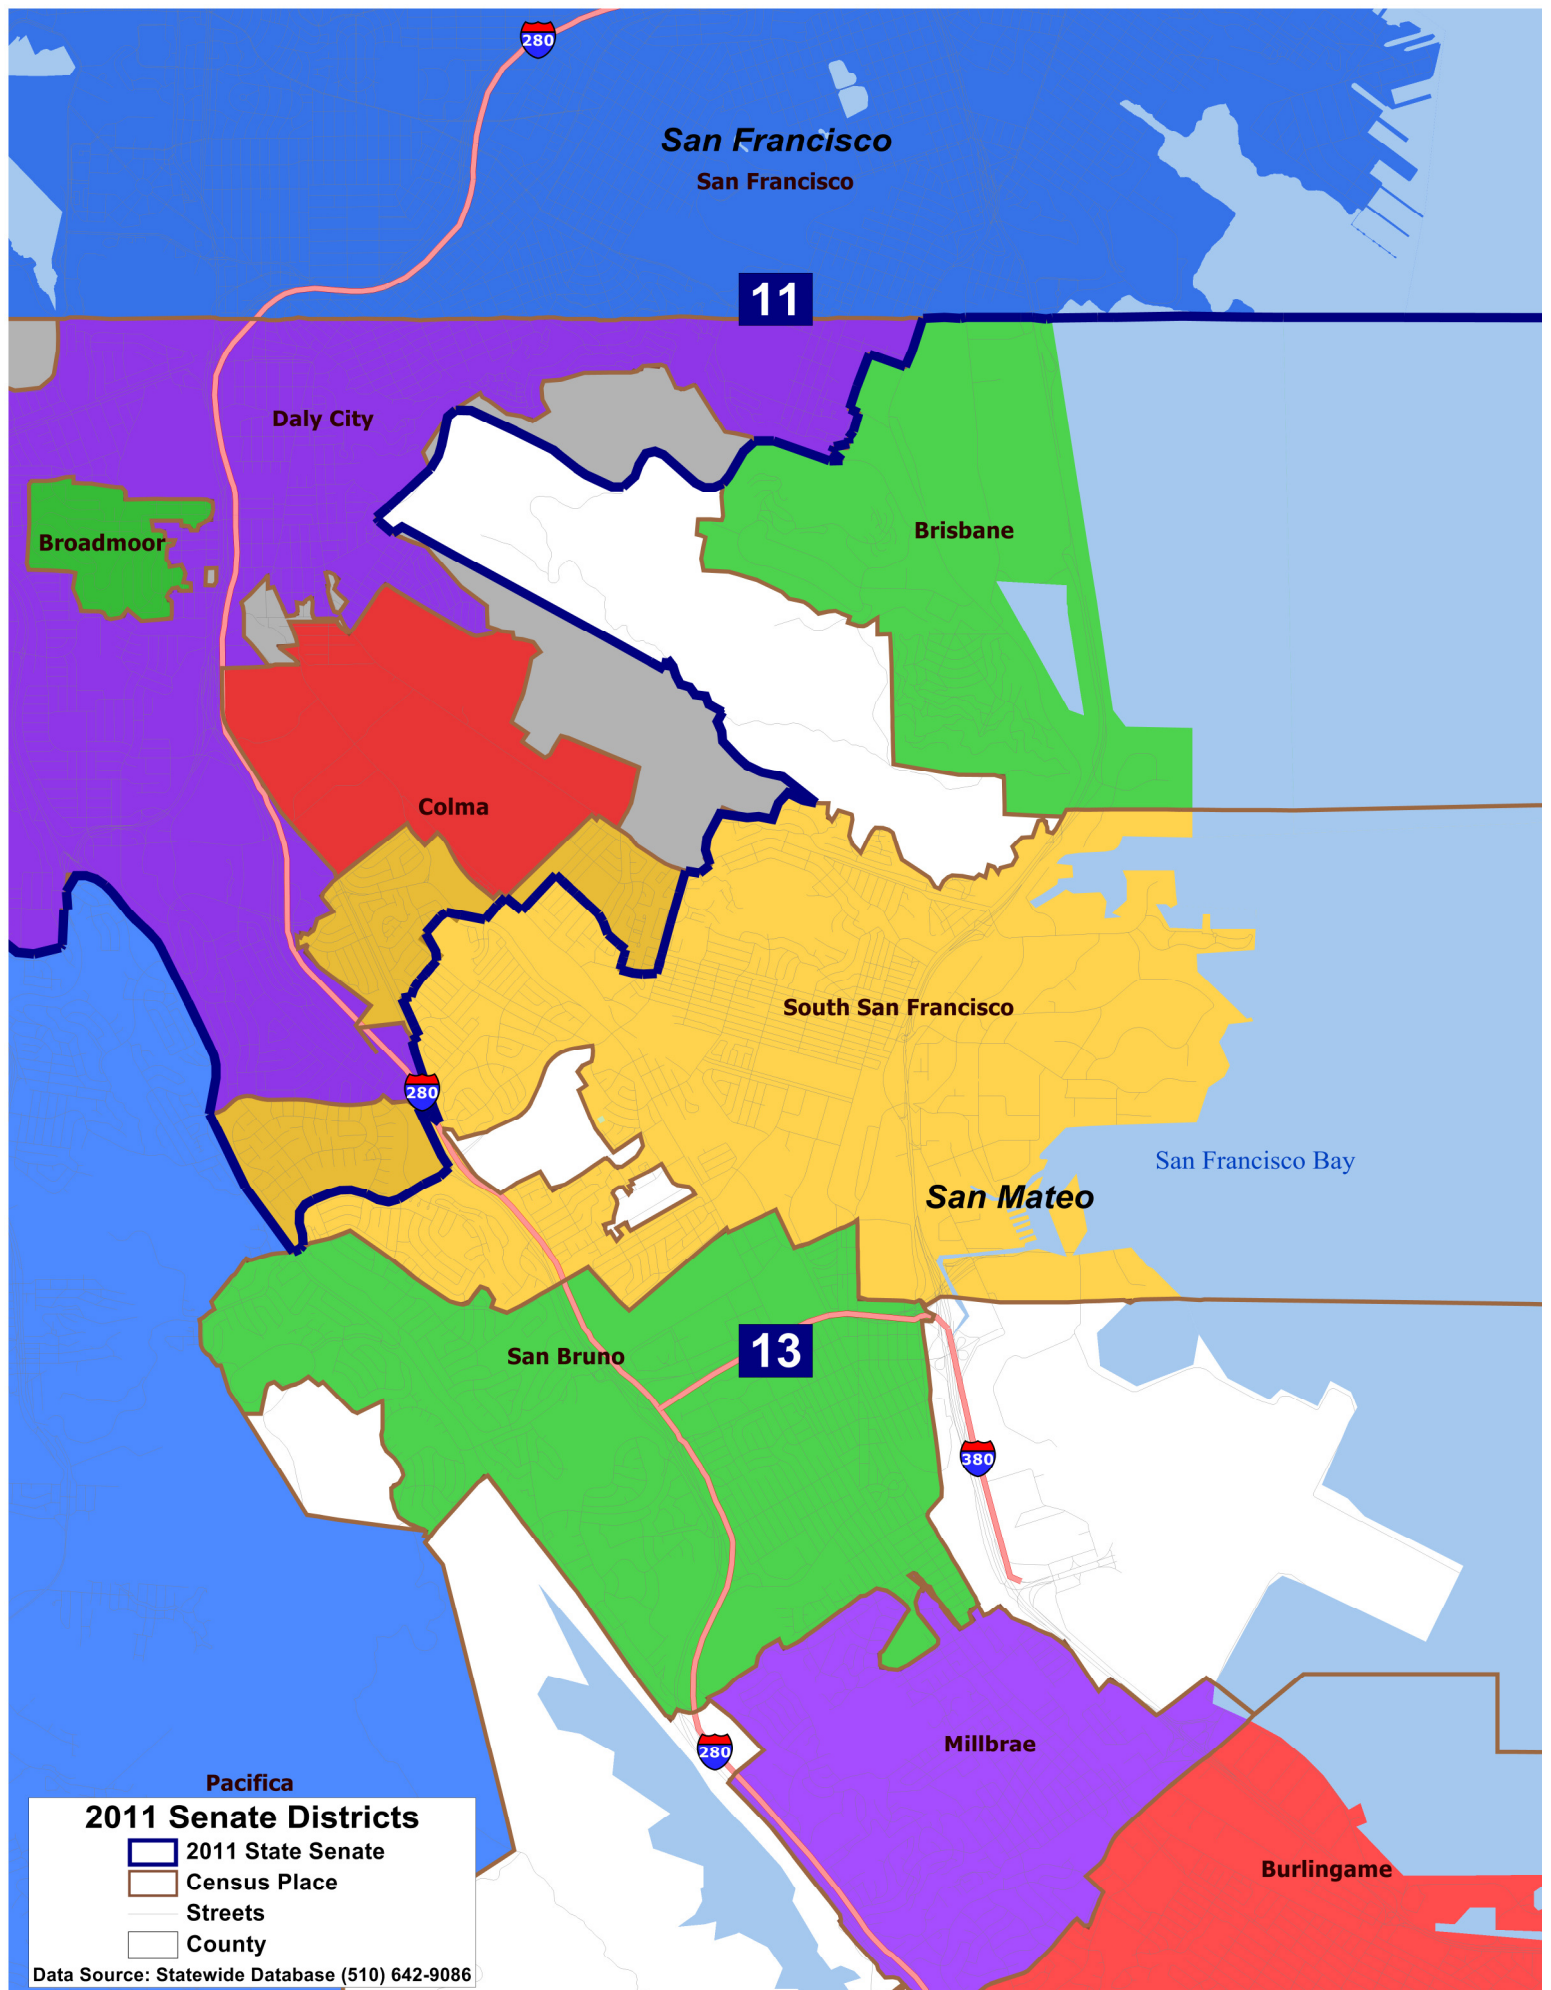 280
San Francisco
San Francisco
11
Daly City
Broadmoor
Brisbane
Colma
South San Francisco
280
San Francisco Bay
San Mateo
San Bruno
13
380
Millbrae
280
Pacifica
Burlingame
2011 Senate Districts
2011 State Senate
Census Place
Streets
County
Data Source: Statewide Database (510) 642-9086